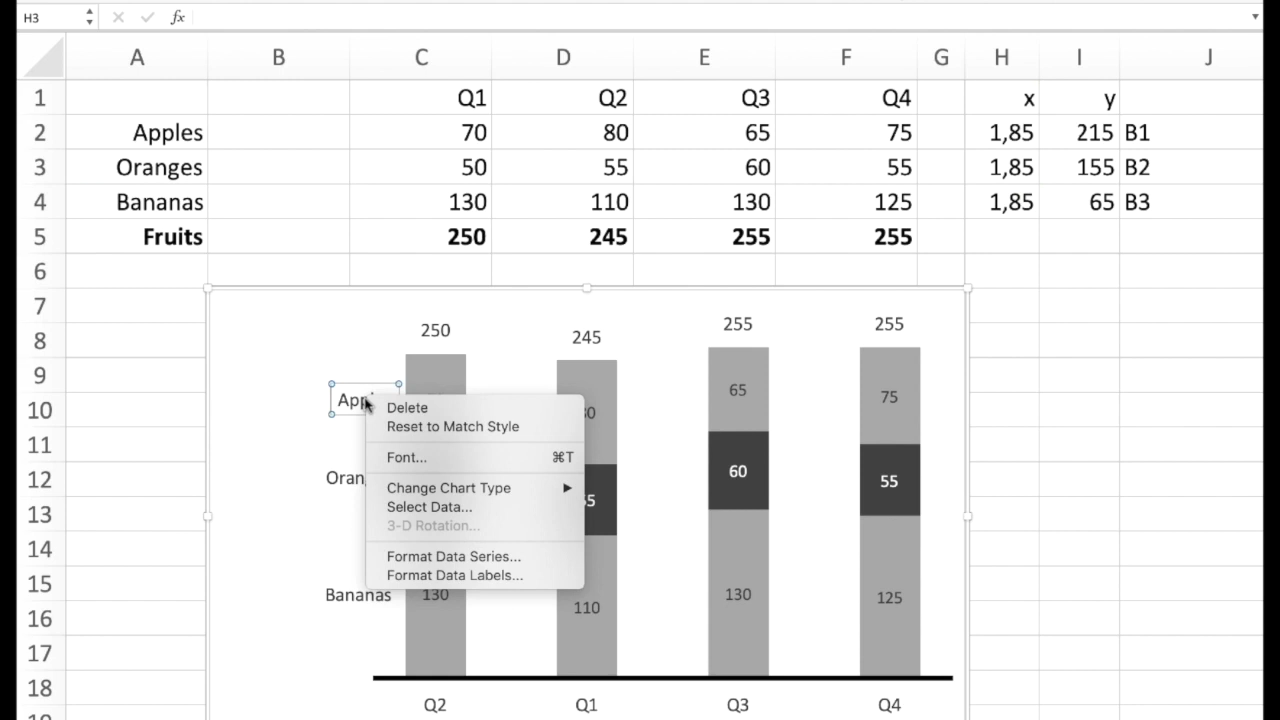 H3 fx
A B C D E F G H I J
1 Q1 Q2 Q3 Q4 x y
2 Apples 70 80 65 75 1,85 215 B1
3 Oranges 50 55 60 55 1,85 155 B2
4 Bananas 130 110 130 125 1,85 65 B3
5 Fruits 250 245 255 255
6
7
8
9
10
11
12
13
14
15
16
17
18
250 245 255 255
65 75
60 55
Bananas 130 110 130 125
Q2 Q1 Q3 Q4
Delete
Reset to Match Style
Font... ⌘T
Change Chart Type ▶
Select Data...
3-D Rotation...
Format Data Series...
Format Data Labels...